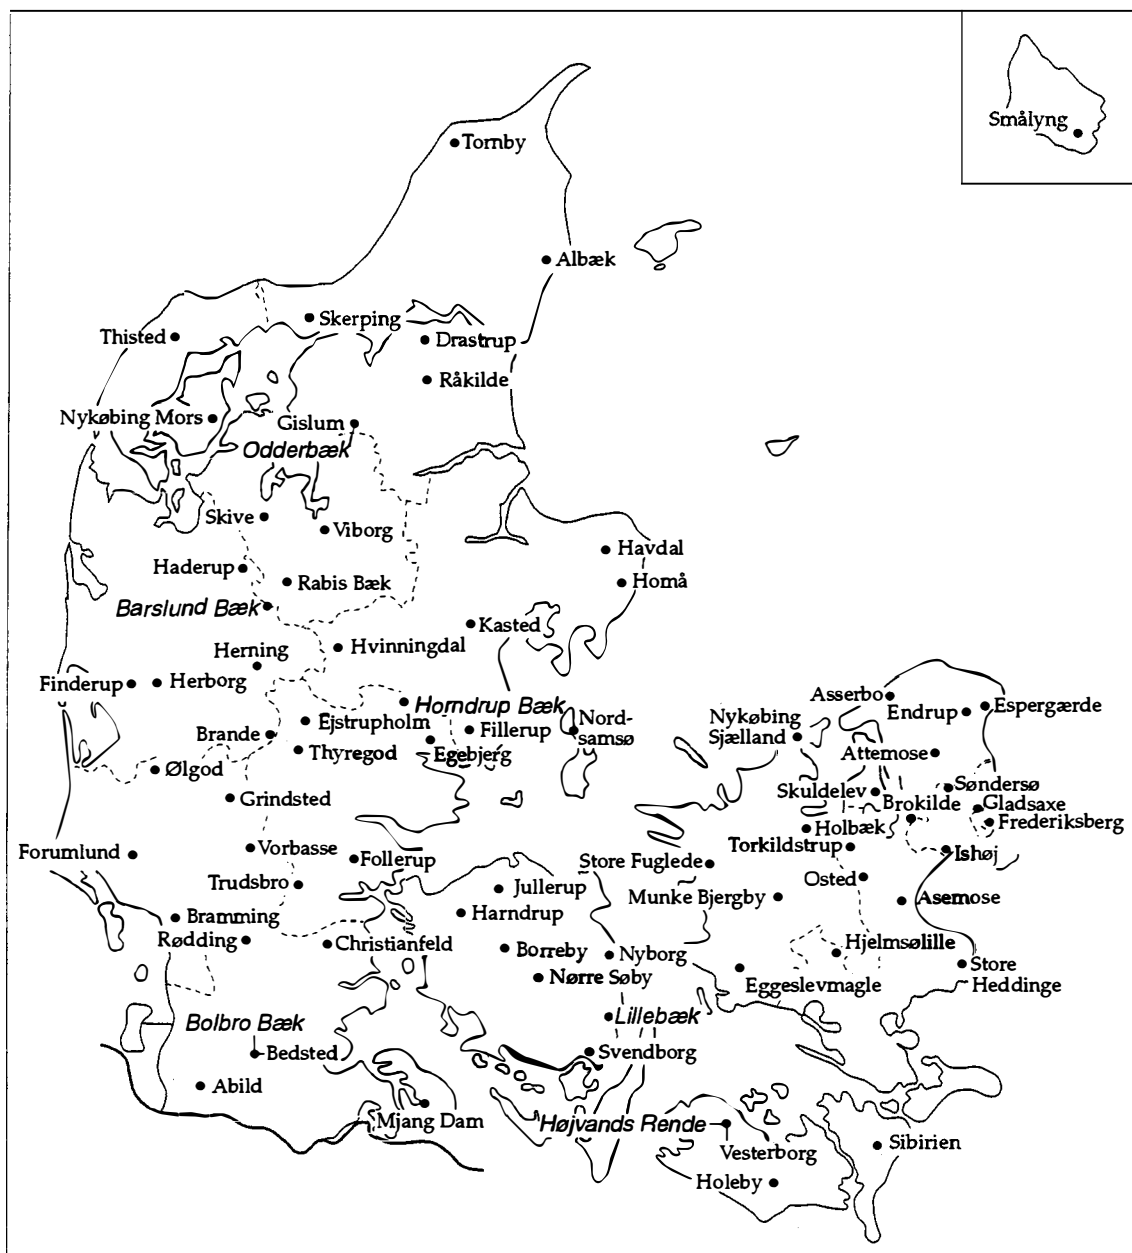 Smålyng
Tornby
Albæk
Skerping
Thisted
Drastrup
Råkilde
Nykøbing Mors
Gislum
Odderbæk
Skive
Viborg
Havdal
Haderup
Rabis Bæk
Homå
Barslund Bæk
Kasted
Hvinningdal
Herning
Finderup
Herborg
Asserbo
Horndrup Bæk
Endrup
Espergærde
Ejstrupholm
Fillerup
Nord-
samsø
Nykøbing
Sjælland
Brande
Thyregod
Egebjerg
Attemose
Ølgod
Skuldelev
Søndersø
Grindsted
Brokilde
Gladsaxe
Holbæk
Frederiksberg
Forumlund
Vorbasse
Follerup
Store Fuglede
Torkildstrup
Ishøj
Trudsbro
Jullerup
Osted
Munke Bjergby
Asemose
Bramming
Harndrup
Rødding
Christianfeld
Borreby
Nyborg
Hjelmsølille
Nørre Søby
Eggeslevmagle
Store
Heddinge
Bolbro Bæk
Lillebæk
Bedsted
Svendborg
Abild
Mjang Dam
Højvands Rende
Vesterborg
Sibirien
Holeby